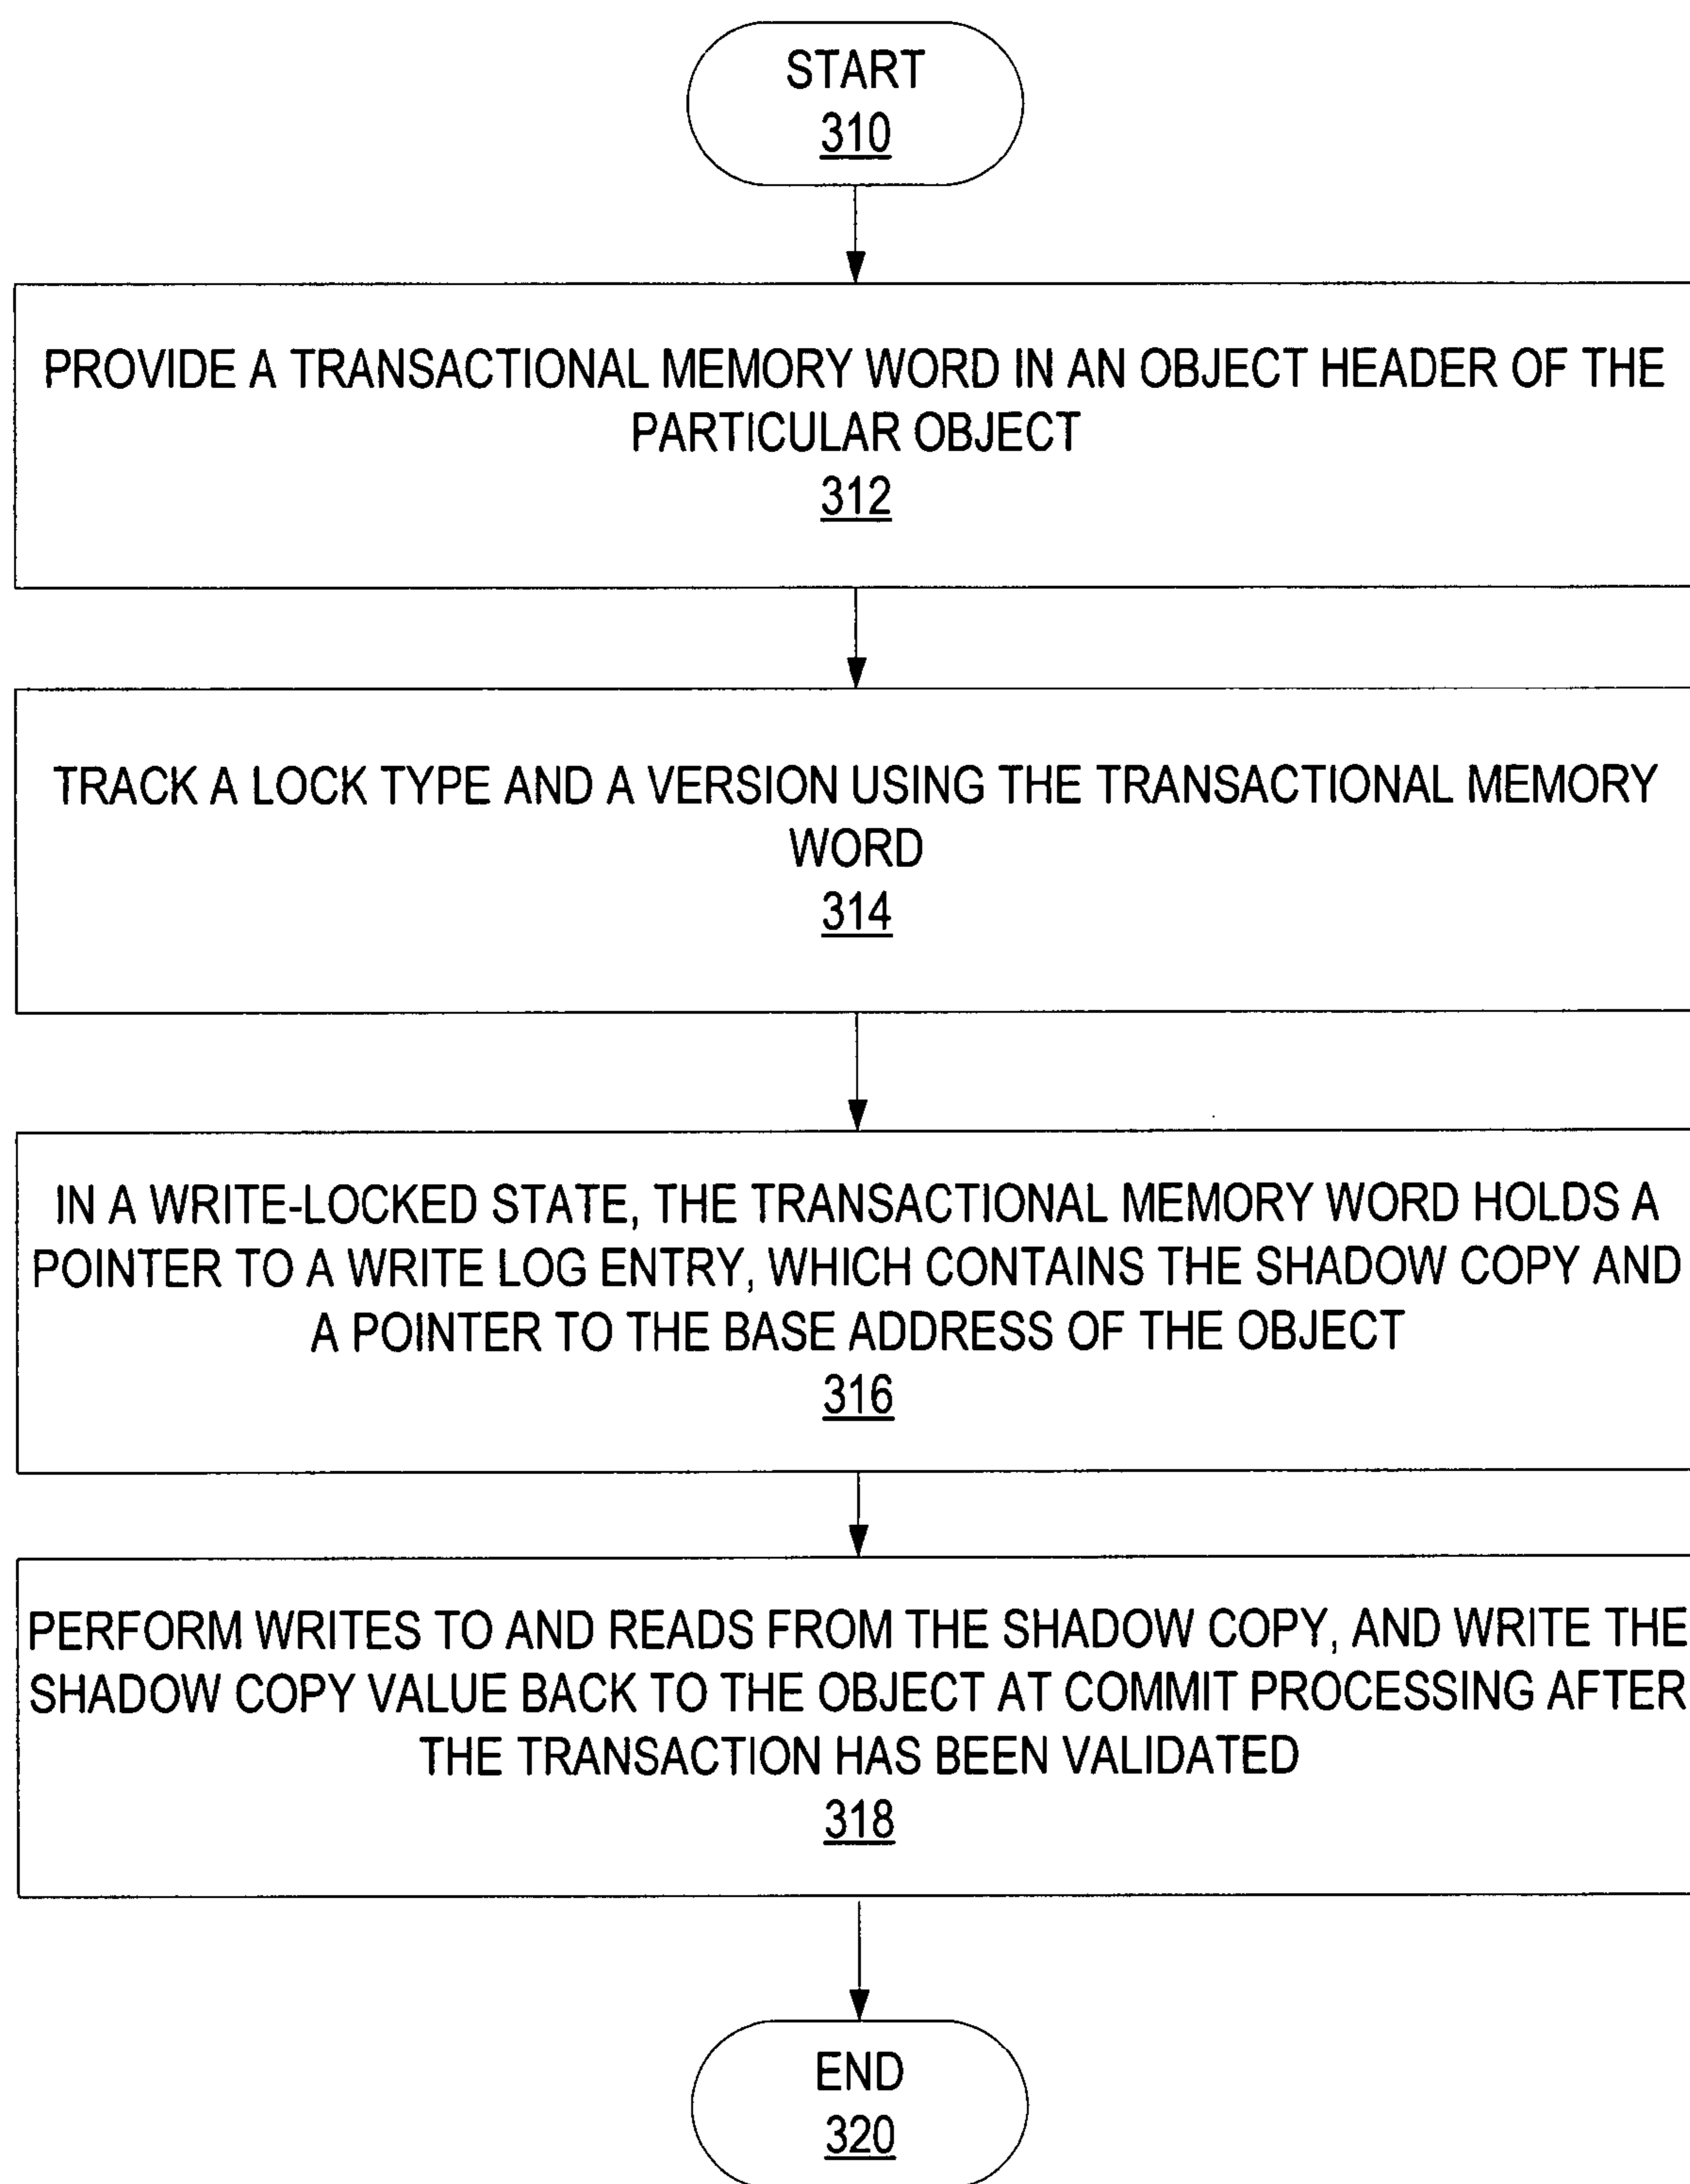 START
310
PROVIDE A TRANSACTIONAL MEMORY WORD IN AN OBJECT HEADER OF THE
PARTICULAR OBJECT
312
TRACK A LOCK TYPE AND A VERSION USING THE TRANSACTIONAL MEMORY
WORD
314
IN A WRITE-LOCKED STATE, THE TRANSACTIONAL MEMORY WORD HOLDS A
POINTER TO A WRITE LOG ENTRY, WHICH CONTAINS THE SHADOW COPY AND
A POINTER TO THE BASE ADDRESS OF THE OBJECT
316
PERFORM WRITES TO AND READS FROM THE SHADOW COPY, AND WRITE THE
SHADOW COPY VALUE BACK TO THE OBJECT AT COMMIT PROCESSING AFTER
THE TRANSACTION HAS BEEN VALIDATED
318
END
320